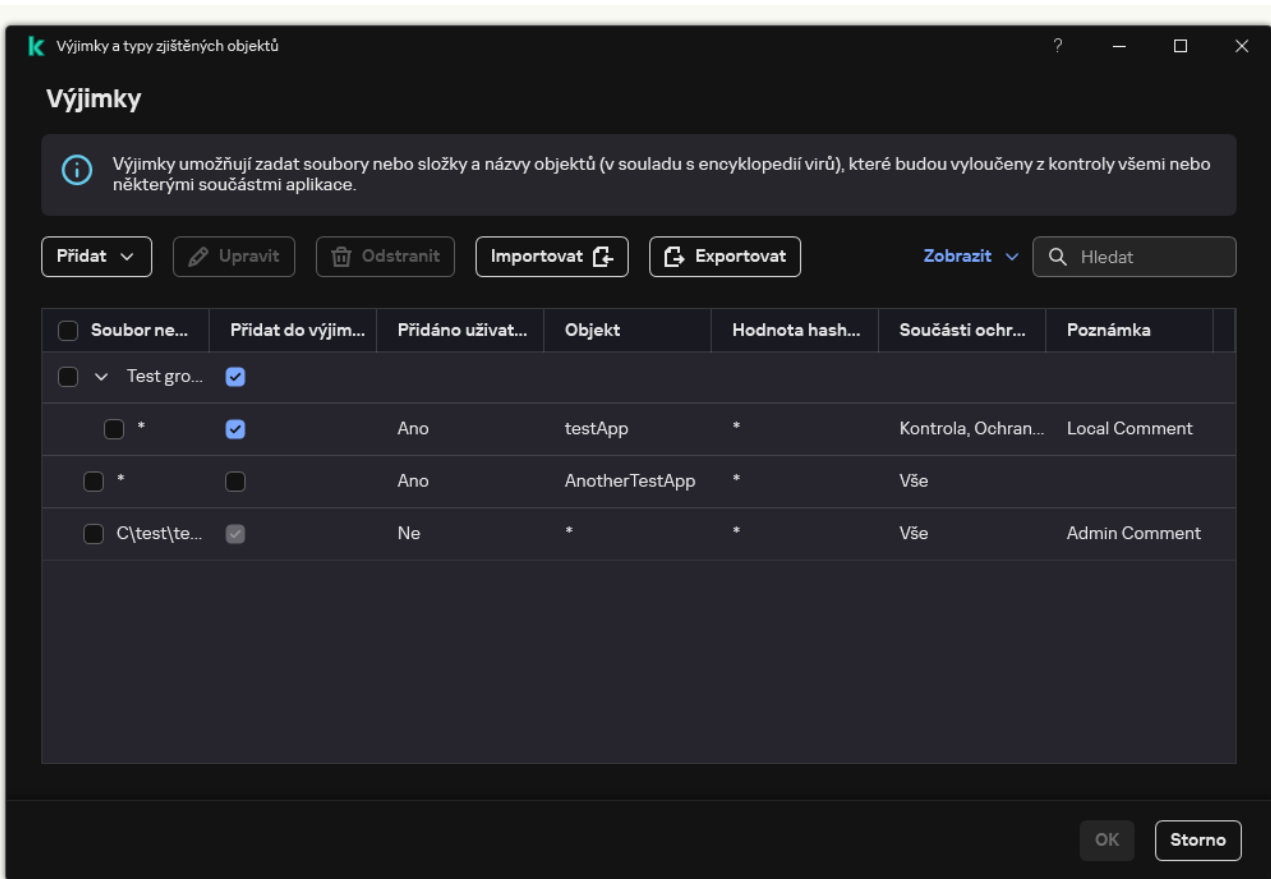 Výjimky a typy zjištěných objektů
?
Výjimky
Výjimky umožňují zadat soubory nebo složky a názvy objektů (v souladu s encyklopedií virů), které budou vyloučeny z kontroly všemi nebo
některými součástmi aplikace.
Přidat Upravit Odstranit Importovat Exportovat Zobrazit Hledat
Soubor ne... Přidat do výjim... Přidáno uživat... Objekt Hodnota hash... Součásti ochr... Poznámka
Test gro...
* Ano testApp * Kontrola, Ochran... Local Comment
* Ano AnotherTestApp * Vše
C\test\te... Ne * * Vše Admin Comment
OK Storno